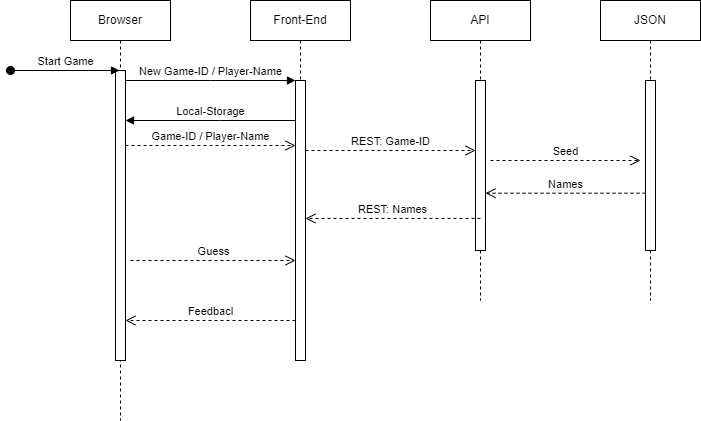 Browser
Front-End
API
JSON
Start Game
New Game-ID / Player-Name
Local-Storage
Game-ID / Player-Name
REST: Game-ID
Seed
Names
REST: Names
Guess
Feedbacl